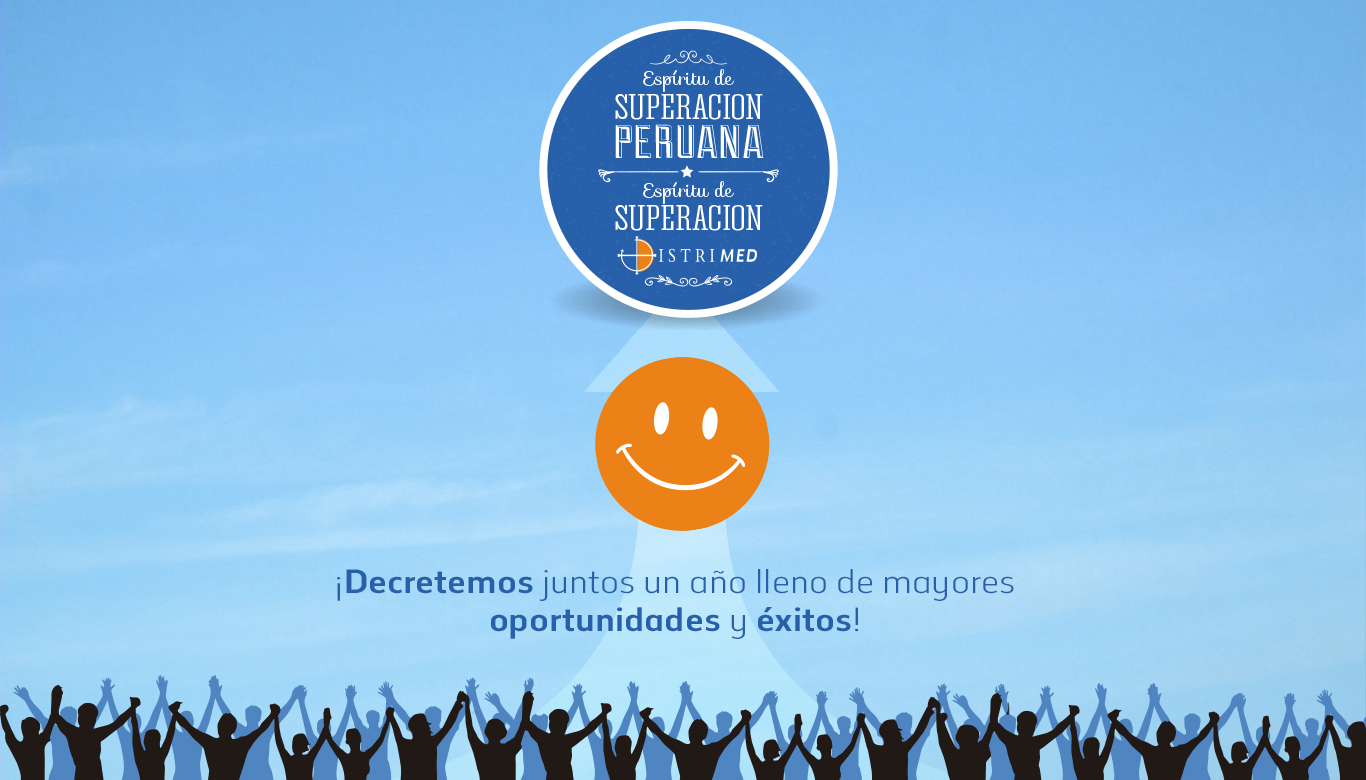 Espíritu de
SUPERACION
PERUANA
Espíritu de
SUPERACION
DISTRIMED
¡Decretemos juntos un año lleno de mayores
oportunidades y éxitos!